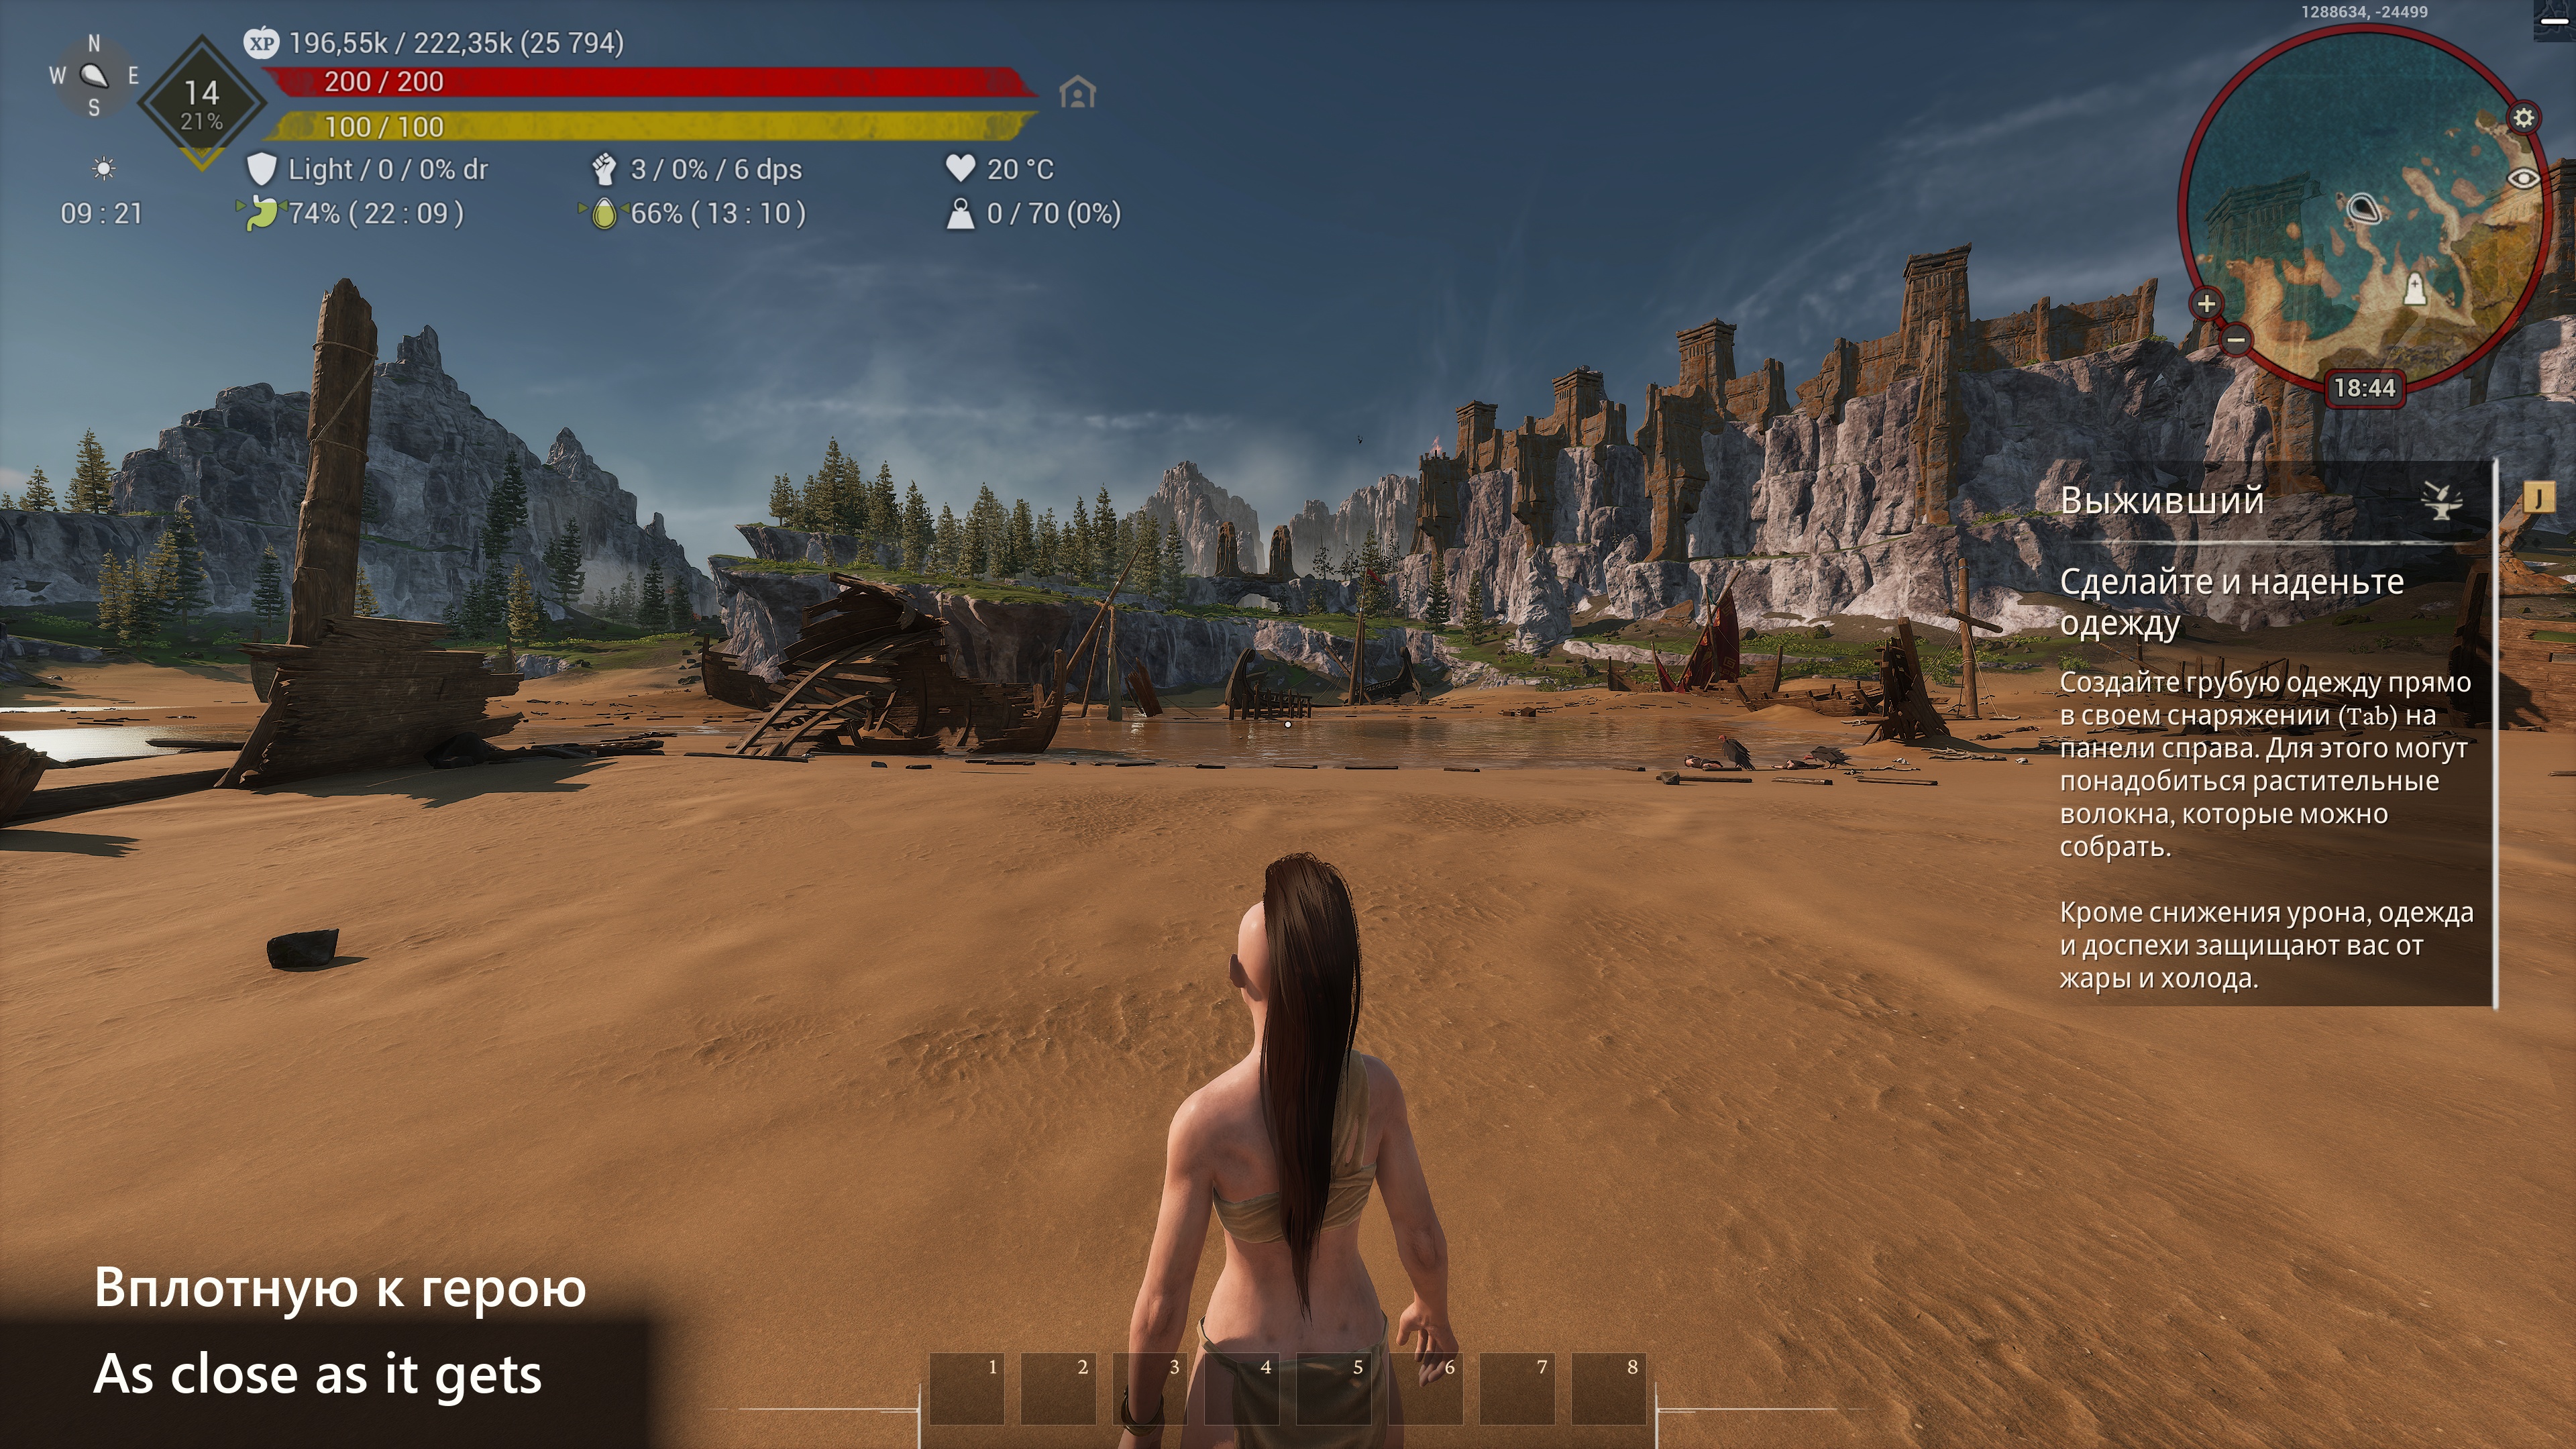 N
W E
S
14
21%
XP 196,55k / 222,35k (25 794)
200 / 200
100 / 100
Light / 0 / 0% dr
3 / 0% / 6 dps
20 °C
09 : 21
74% ( 22 : 09 )
66% ( 13 : 10 )
0 / 70 (0%)
1288634, -24499
18:44
Выживший
J
Сделайте и наденьте
одежду
Создайте грубую одежду прямо
в своем снаряжении (Tab) на
панели справа. Для этого могут
понадобиться растительные
волокна, которые можно
собрать.
Кроме снижения урона, одежда
и доспехи защищают вас от
жары и холода.
Вплотную к герою
As close as it gets
1 2 3 4 5 6 7 8